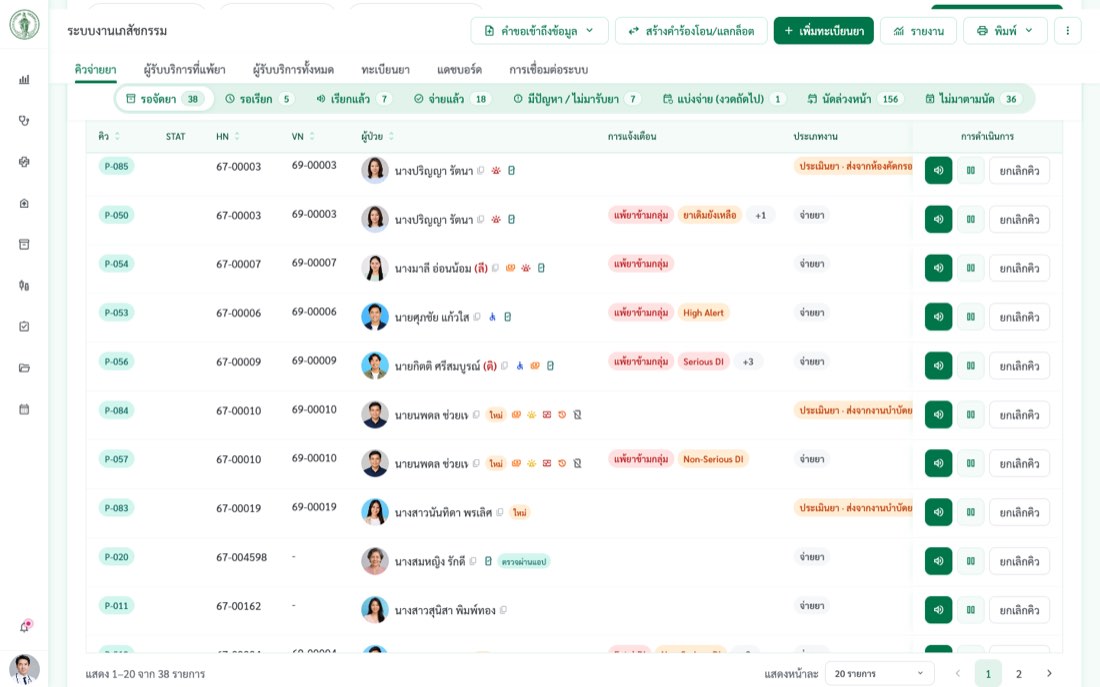 ระบบงานเภสัชกรรม
คำขอเข้าถึงข้อมูล
สร้างคำร้องโอน/แลกล็อต
+ เพิ่มทะเบียนยา
รายงาน
พิมพ์
คิวจ่ายยา ผู้รับบริการที่แพ้ยา ผู้รับบริการทั้งหมด ทะเบียนยา แดชบอร์ด การเชื่อมต่อระบบ
รอจัดยา 38 รอเรียก 5 เรียกแล้ว 7 จ่ายแล้ว 18 มีปัญหา / ไม่มารับยา 7 แบ่งจ่าย (งวดถัดไป) 1 นัดล่วงหน้า 156 ไม่มาตามนัด 36
คิว STAT HN VN ผู้ป่วย การแจ้งเตือน ประเภทงาน การดำเนินการ
P-085 67-00003 69-00003 นางปริญญา รัตนา ประเมินยา · ส่งจากห้องคัดกรอ ยกเลิกคิว
P-050 67-00003 69-00003 นางปริญญา รัตนา แพ้ยาข้ามกลุ่ม ยาเดิมยังเหลือ +1 จ่ายยา ยกเลิกคิว
P-054 67-00007 69-00007 นางมาลี อ่อนน้อม (ลี) แพ้ยาข้ามกลุ่ม จ่ายยา ยกเลิกคิว
P-053 67-00006 69-00006 นายศุภชัย แก้วใส แพ้ยาข้ามกลุ่ม High Alert จ่ายยา ยกเลิกคิว
P-056 67-00009 69-00009 นายกิตติ ศรีสมบูรณ์ (ติ) แพ้ยาข้ามกลุ่ม Serious DI +3 จ่ายยา ยกเลิกคิว
P-084 67-00010 69-00010 นายนพดล ช่วยเ ใหม่ ประเมินยา · ส่งจากงานบำบัดย ยกเลิกคิว
P-057 67-00010 69-00010 นายนพดล ช่วยเ ใหม่ แพ้ยาข้ามกลุ่ม Non-Serious DI จ่ายยา ยกเลิกคิว
P-083 67-00019 69-00019 นางสาวนันทิดา พรเลิศ ใหม่ ประเมินยา · ส่งจากงานบำบัดย ยกเลิกคิว
P-020 67-004598 - นางสมหญิง รักดี ตรวจผ่านแอป จ่ายยา ยกเลิกคิว
P-011 67-00162 - นางสาวสุนิสา พิมพ์ทอง จ่ายยา ยกเลิกคิว
แสดง 1–20 จาก 38 รายการ
แสดงหน้าละ 20 รายการ
1 2